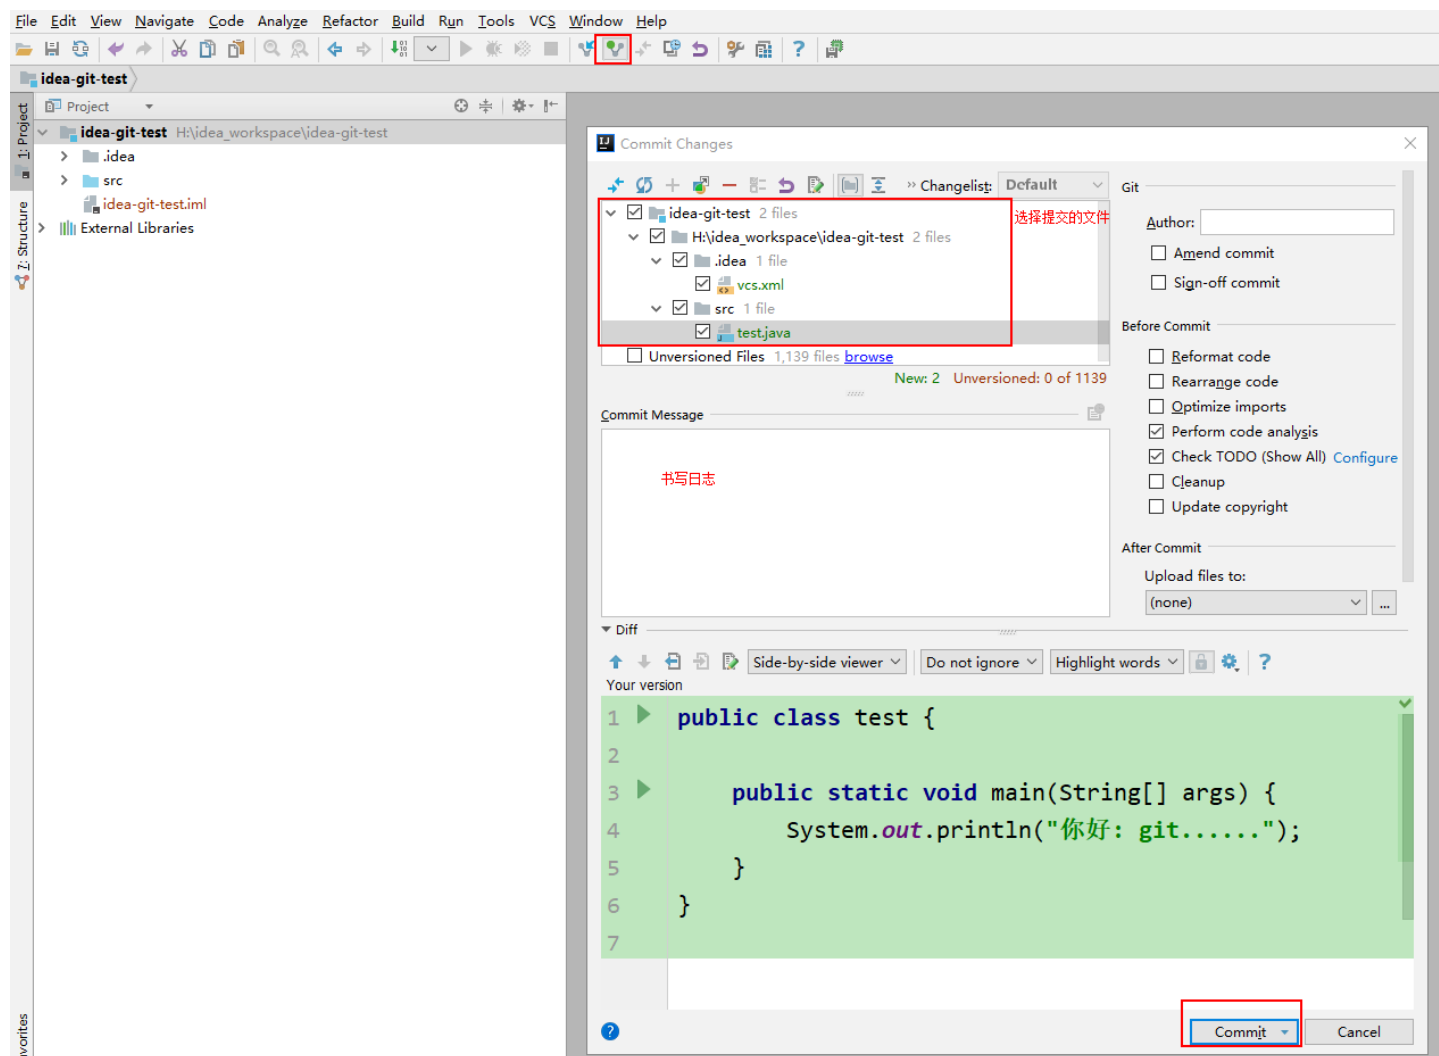 File Edit View Navigate Code Analyze Refactor Build Run Tools VCS Window Help
idea-git-test
Project
1: Project
idea-git-test H:\idea_workspace\idea-git-test
.idea
src
idea-git-test.iml
External Libraries
7: Structure
Commit Changes
Changelist: Default
idea-git-test 2 files
选择提交的文件
H:\idea_workspace\idea-git-test 2 files
.idea 1 file
vcs.xml
src 1 file
test.java
Unversioned Files 1,139 files browse
New: 2 Unversioned: 0 of 1139
Git
Author:
Amend commit
Sign-off commit
Before Commit
Reformat code
Rearrange code
Optimize imports
Perform code analysis
Check TODO (Show All) Configure
Cleanup
Update copyright
After Commit
Upload files to:
(none) ...
Commit Message
书写日志
Diff
Side-by-side viewer Do not ignore Highlight words ?
Your version
1 public class test {
2
3 public static void main(String[] args) {
4 System.out.println("你好: git......");
5 }
6 }
7
? Commit Cancel